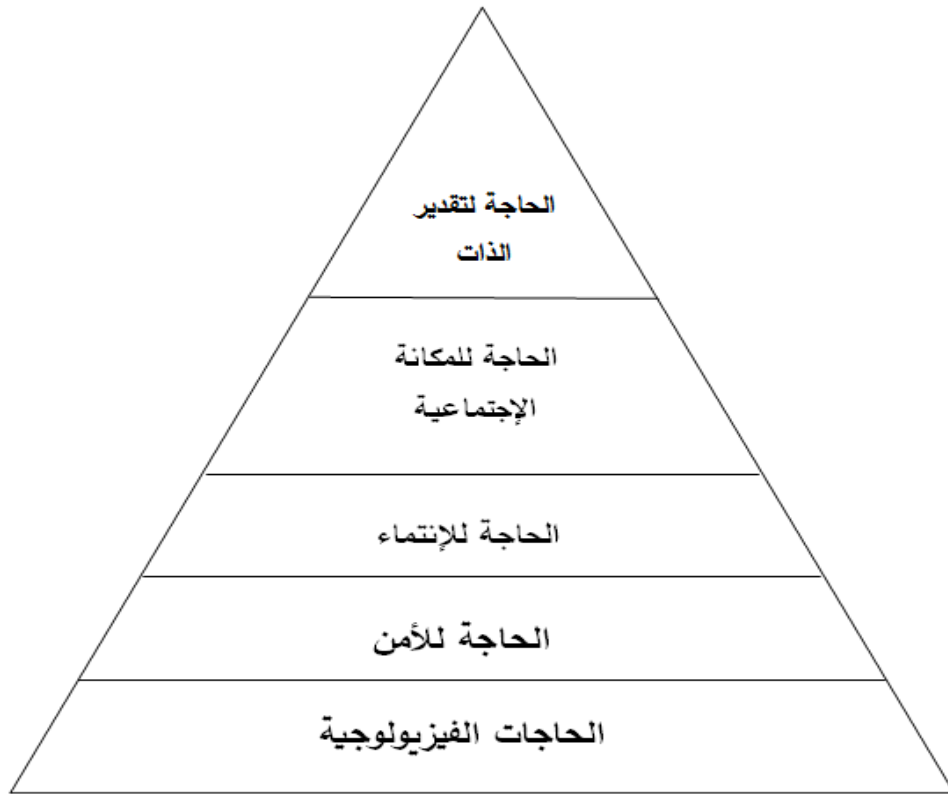 الحاجة لتقدير
الذات
الحاجة للمكانة
الإجتماعية
الحاجة للإنتماء
الحاجة للأمن
الحاجات الفيزيولوجية